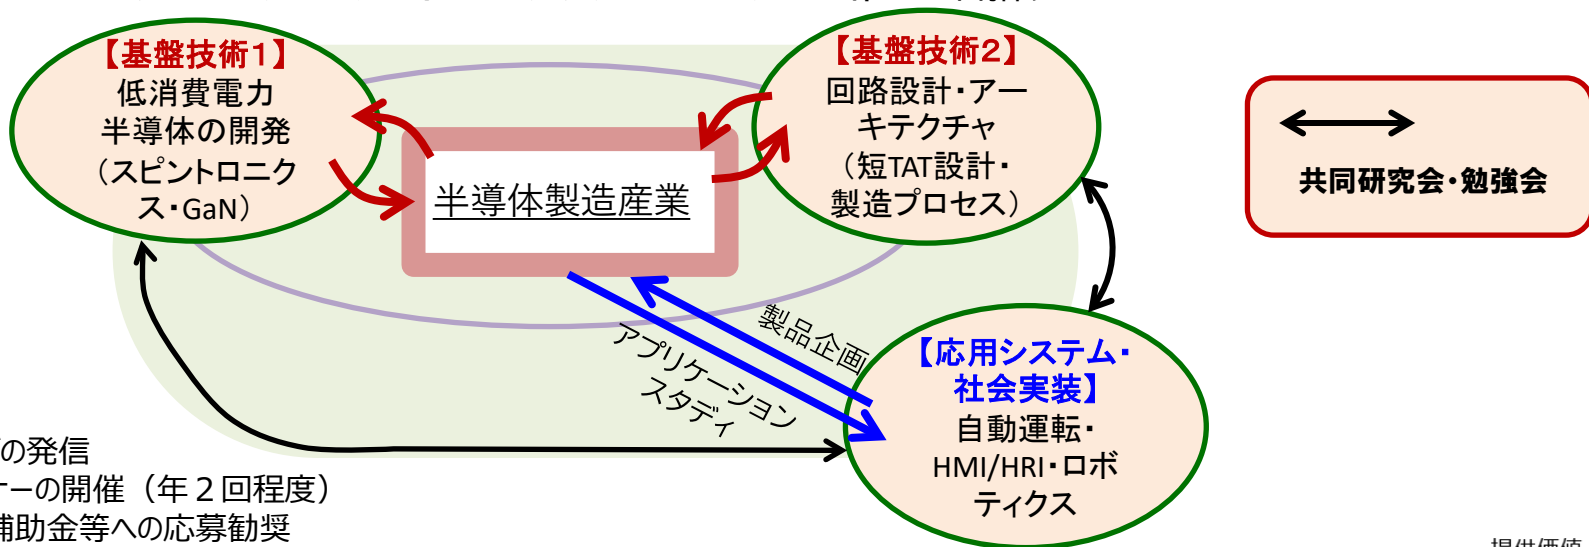 【基盤技術1】
低消費電力
半導体の開発
（スピントロニク
ス・GaN）
【基盤技術2】
回路設計・アー
キテクチャ
（短TAT設計・
製造プロセス）
半導体製造産業
共同研究会・勉強会
製品企画
アプリケーション
スタディ
【応用システム・
社会実装】
自動運転・
HMI/HRI・ロボ
ティクス
の発信
ナーの開催（年２回程度）
補助金等への応募勧奨
提供価値